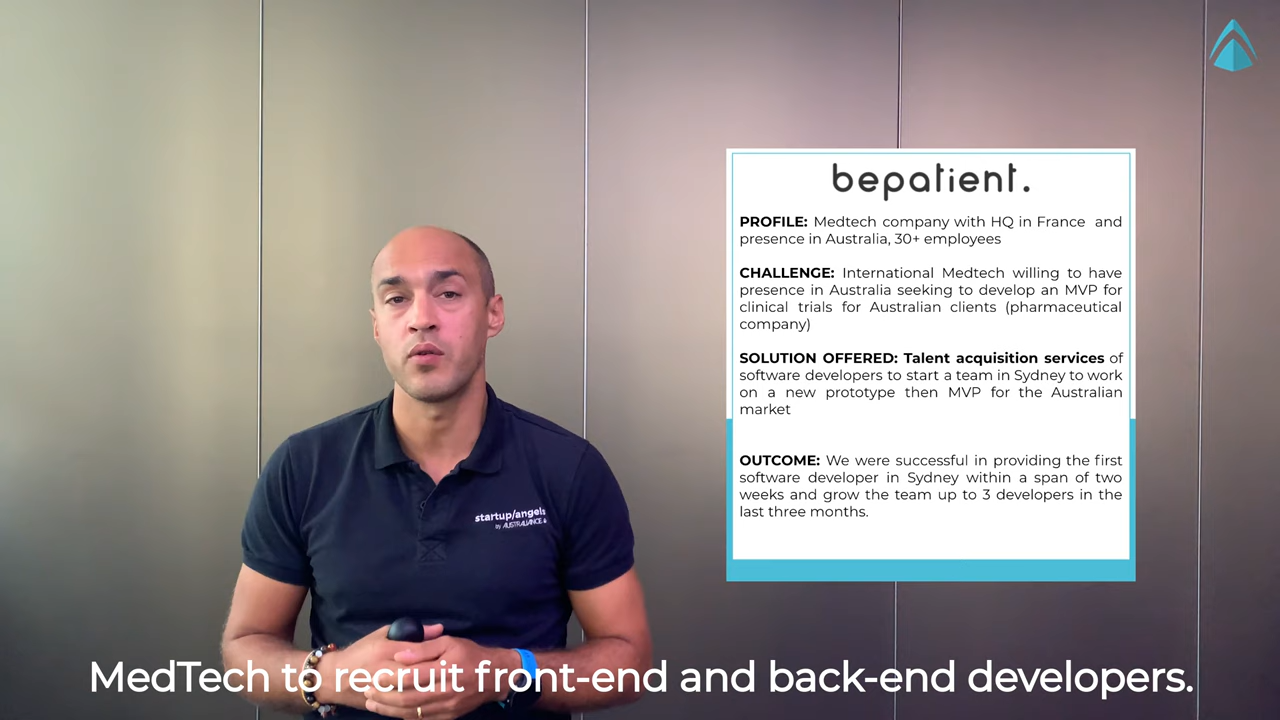 bepatient.
PROFILE: Medtech company with HQ in France and
presence in Australia, 30+ employees
CHALLENGE: International Medtech willing to have
presence in Australia seeking to develop an MVP for
clinical trials for Australian clients (pharmaceutical
company)
SOLUTION OFFERED: Talent acquisition services of
software developers to start a team in Sydney to work
on a new prototype then MVP for the Australian
market
OUTCOME: We were successful in providing the first
software developer in Sydney within a span of two
weeks and grow the team up to 3 developers in the
last three months.
startup/angels
by AUSTRALIANCE
MedTech to recruit front-end and back-end developers.